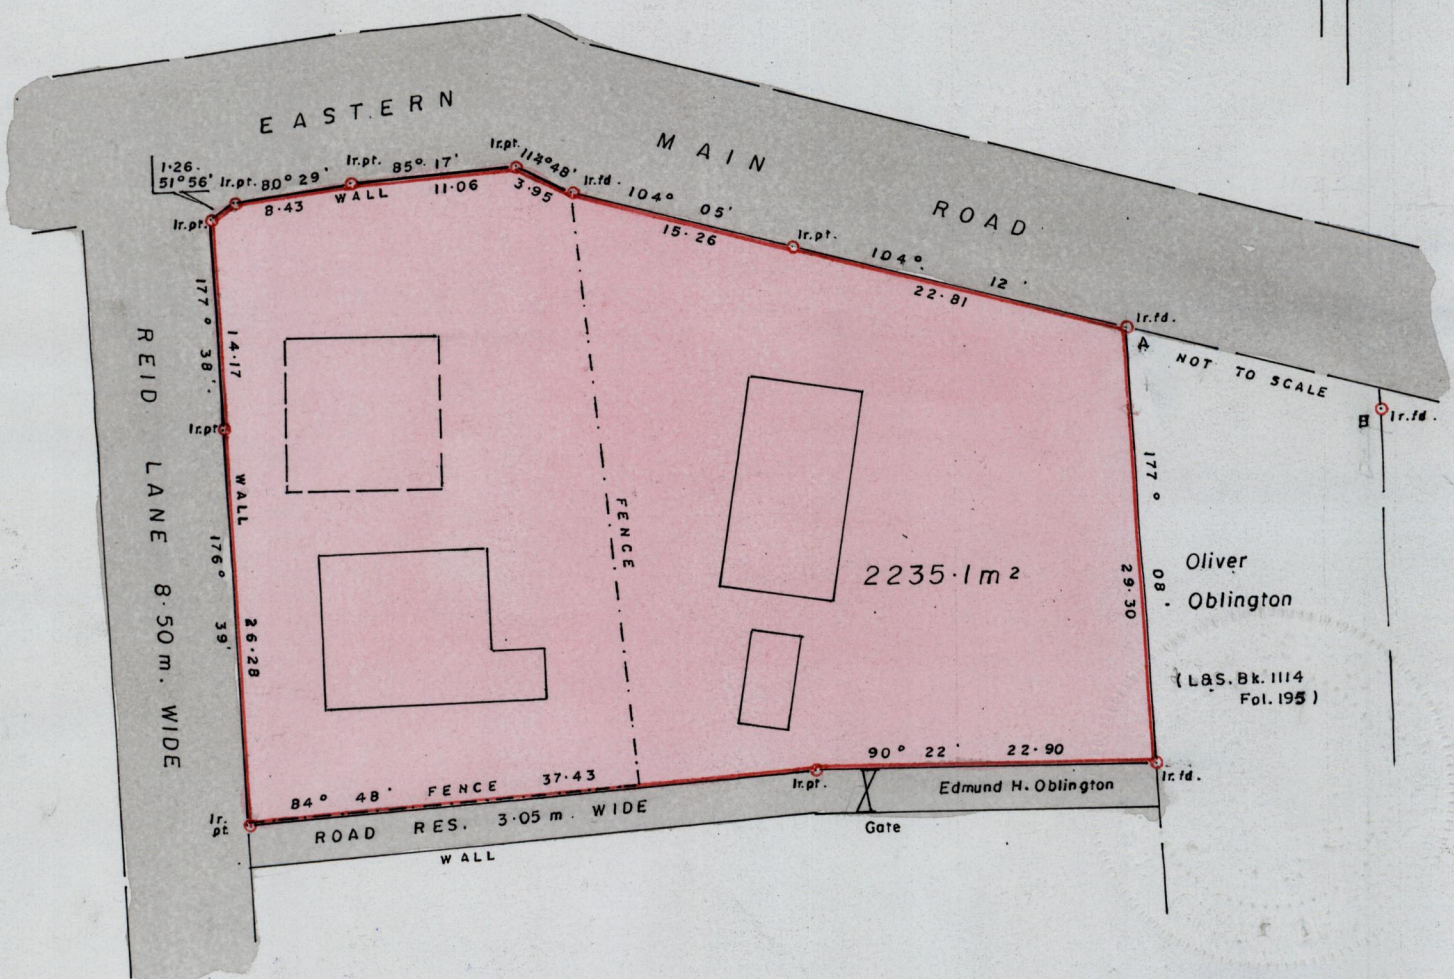 EASTERN MAIN ROAD
1·26.
51°56'
Ir.pt. 80° 29'
8·43
Ir.pt. 85° 17'
WALL 11·06
Ir.pt. 114°48'
3·95
Ir.fd. 104° 05'
15·26
Ir.pt. 104° 12'
22·81
Ir.fd.
A
NOT TO SCALE
B
Ir.fd.
Ir.pt.
177° 38'
14·17
Ir.pt.
WALL
176° 39'
26·28
REID LANE 8·50 m. WIDE
FENCE
2235·1m²
177° 08'
29·30
Oliver
Oblington
(L&S.Bk. 1114
Fol. 195)
90° 22' 22·90
Ir.
pt.
84° 48' FENCE 37·43
Ir.pt.
Ir.fd.
Edmund H. Oblington
ROAD RES. 3·05 m. WIDE
Gate
WALL